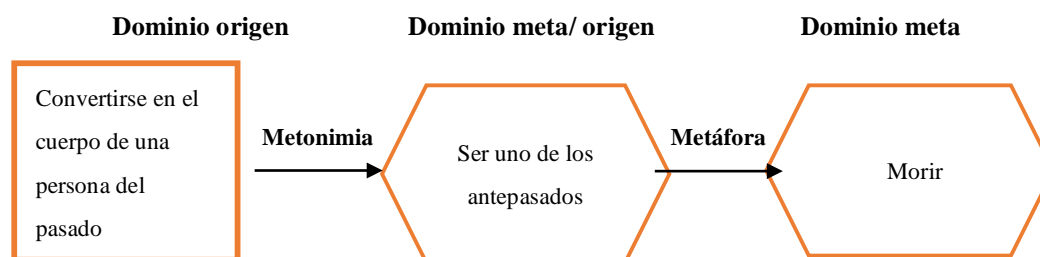 Dominio origen
Dominio meta/ origen
Dominio meta
Convertirse en el
cuerpo de una
persona del
pasado
Metonimia
Ser uno de los
antepasados
Metáfora
Morir